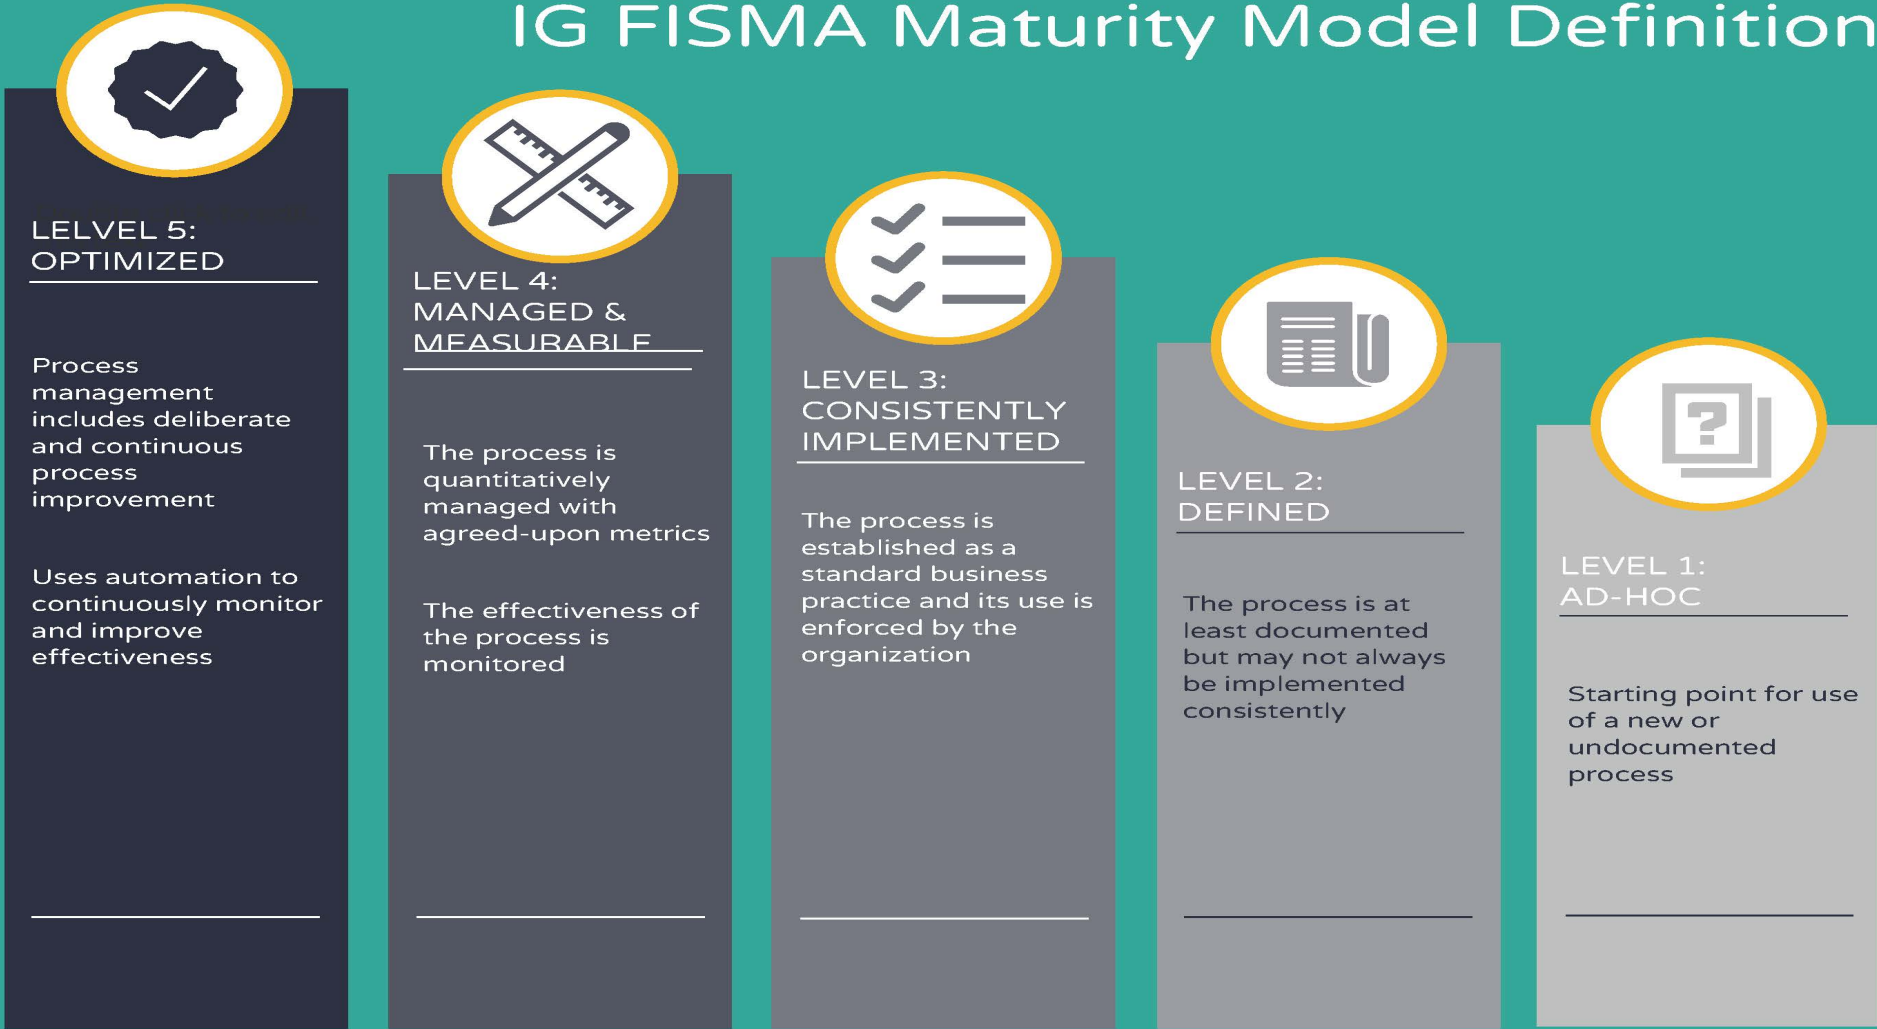 IG FISMA Maturity Model Definition
LELVEL 5:
OPTIMIZED
Process
management
includes deliberate
and continuous
process
improvement
Uses automation to
continuously monitor
and improve
effectiveness
LEVEL 4:
MANAGED &
MEASURABLE
The process is
quantitatively
managed with
agreed-upon metrics
The effectiveness of
the process is
monitored
LEVEL 3:
CONSISTENTLY
IMPLEMENTED
The process is
established as a
standard business
practice and its use is
enforced by the
organization
LEVEL 2:
DEFINED
The process is at
least documented
but may not always
be implemented
consistently
LEVEL 1:
AD-HOC
Starting point for use
of a new or
undocumented
process
?